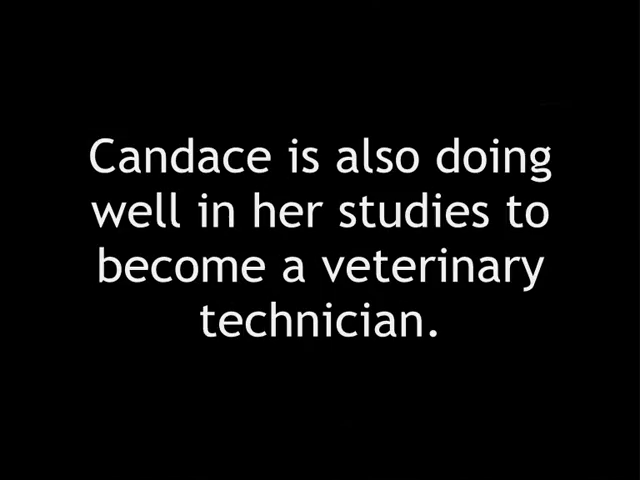 Candace is also doing
well in her studies to
become a veterinary
technician.